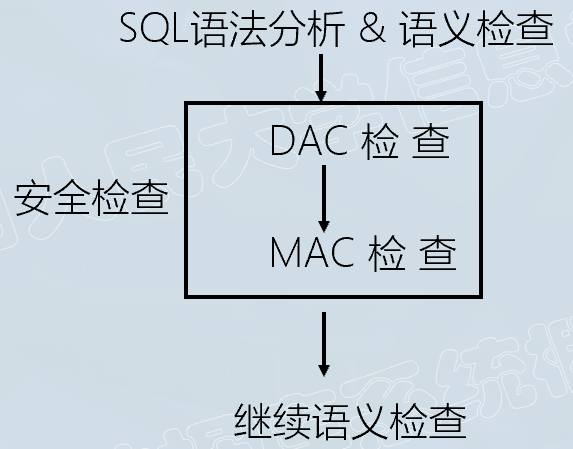 SQL语法分析 & 语义检查
DAC 检 查
安全检查
MAC 检 查
继续语义检查